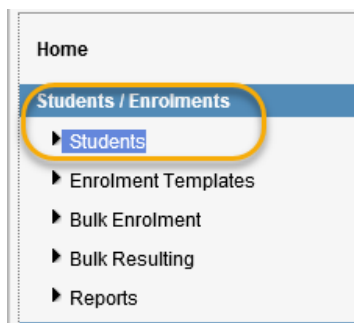 Home
Students / Enrolments
Students
Enrolment Templates
Bulk Enrolment
Bulk Resulting
Reports